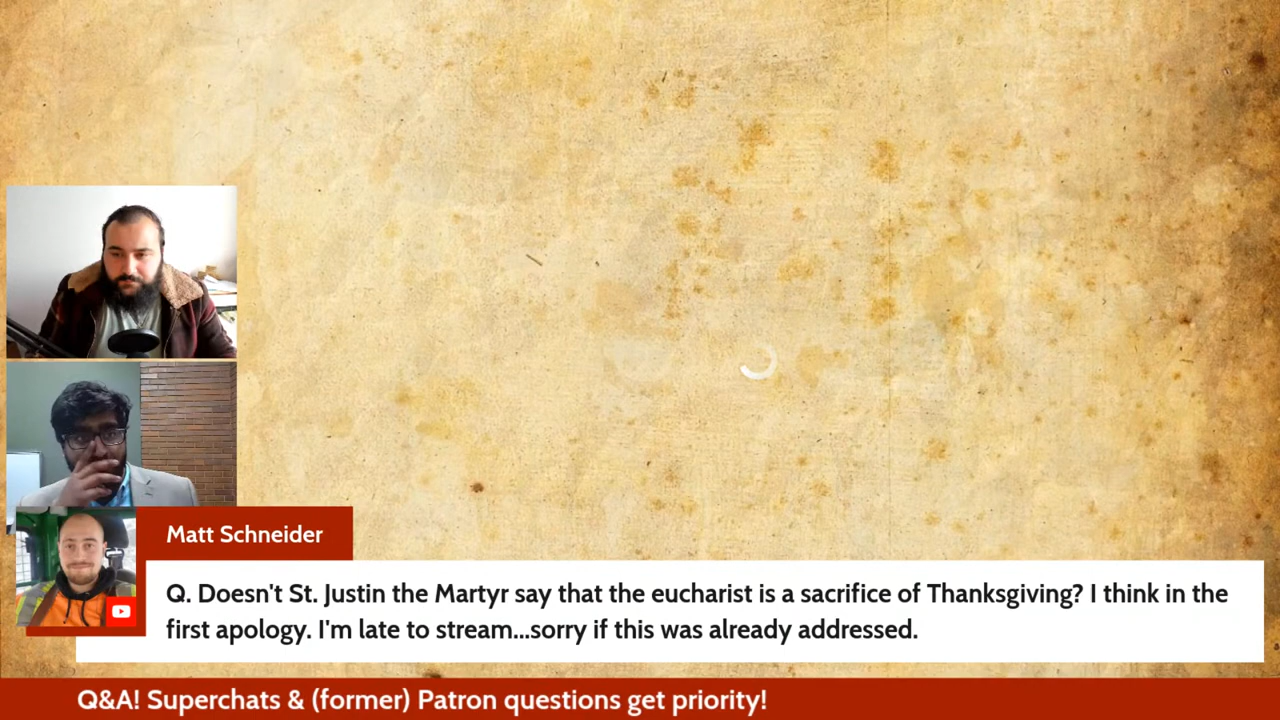 Matt Schneider
Q. Doesn't St. Justin the Martyr say that the eucharist is a sacrifice of Thanksgiving? I think in the
first apology. I'm late to stream...sorry if this was already addressed.
Q&A! Superchats & (former) Patron questions get priority!